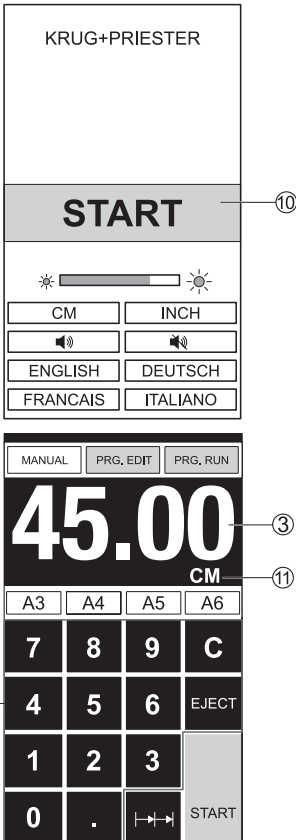 KRUG+PRIESTER
START
10
CM INCH
ENGLISH DEUTSCH
FRANCAIS ITALIANO
MANUAL PRG. EDIT PRG. RUN
45.00
3
CM
11
A3 A4 A5 A6
7 8 9 C
4 5 6 EJECT
1 2 3
0 . START